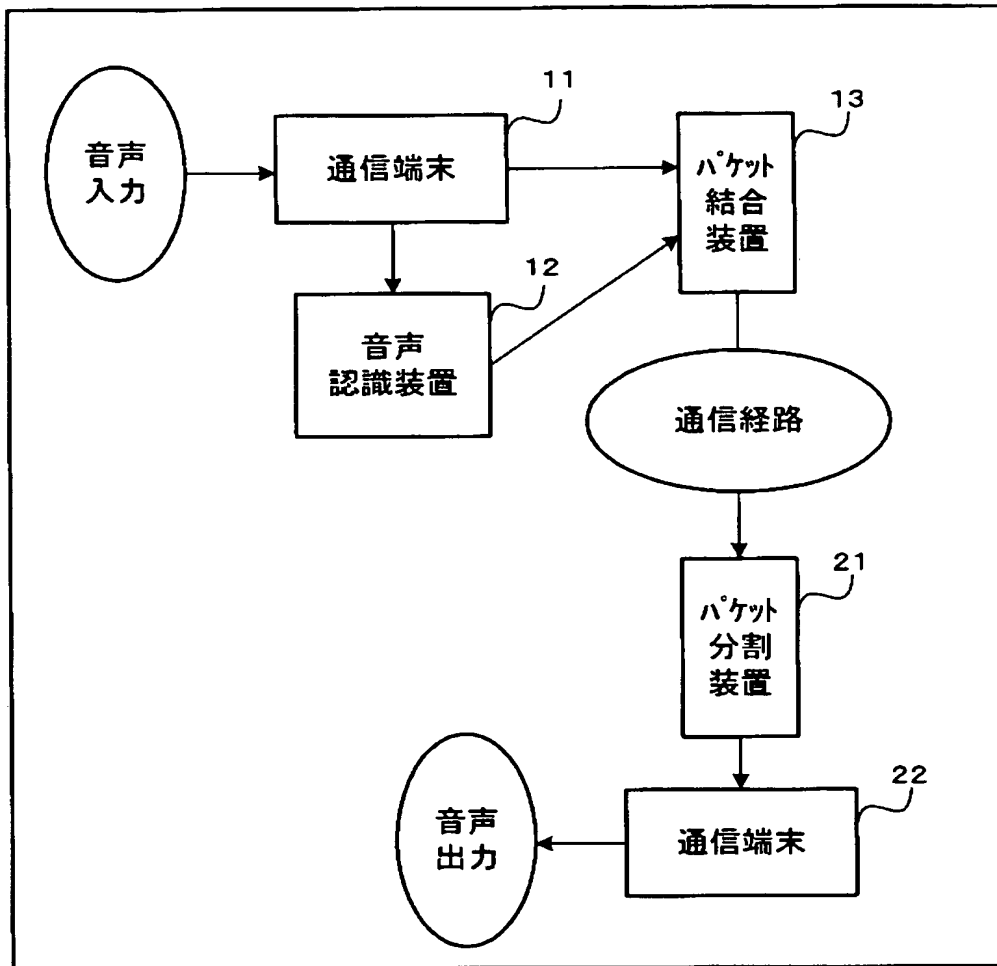 音声
入力
11
通信端末
13
パケット
結合
装置
12
音声
認識装置
通信経路
21
パケット
分割
装置
22
通信端末
音声
出力